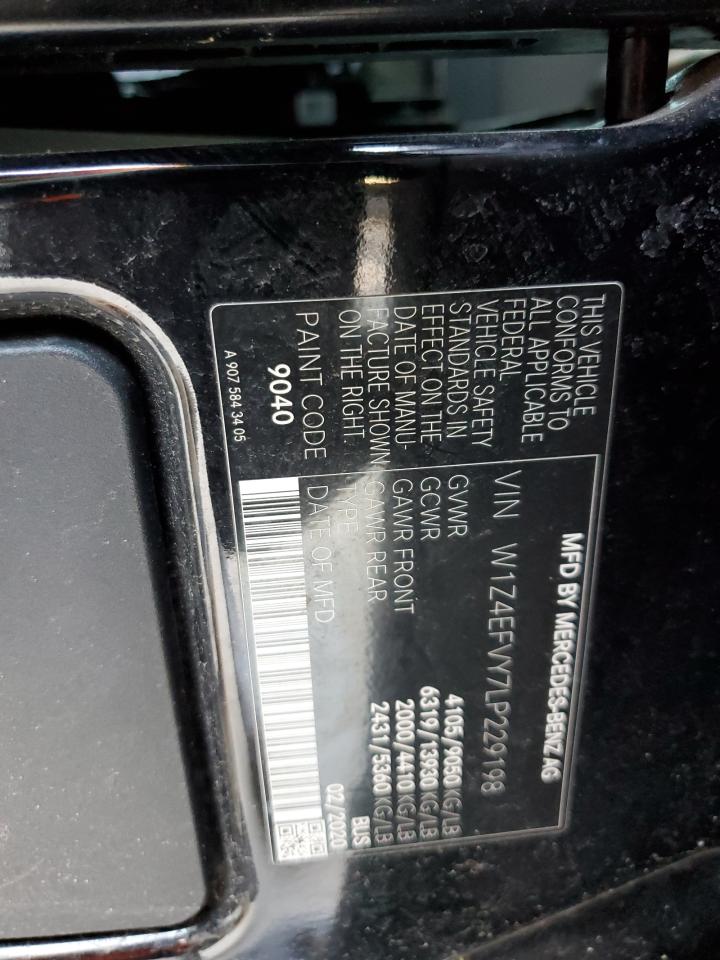 THIS VEHICLE
CONFORMS TO
ALL APPLICABLE
FEDERAL
VEHICLE SAFETY
STANDARDS IN
EFFECT ON THE
DATE OF MANU-
FACTURE SHOWN
ON THE RIGHT.
PAINT CODE
9040
A 907 584 34 05
MFD BY MERCEDES-BENZ AG
VIN W1Z4EFVY7LP229198
GVWR 4105/9050 KG/LB
GCWR 6319/13930 KG/LB
GAWR FRONT 2000/4410 KG/LB
GAWR REAR 2431/5360 KG/LB
TYPE BUS
DATE OF MFD 02/2020